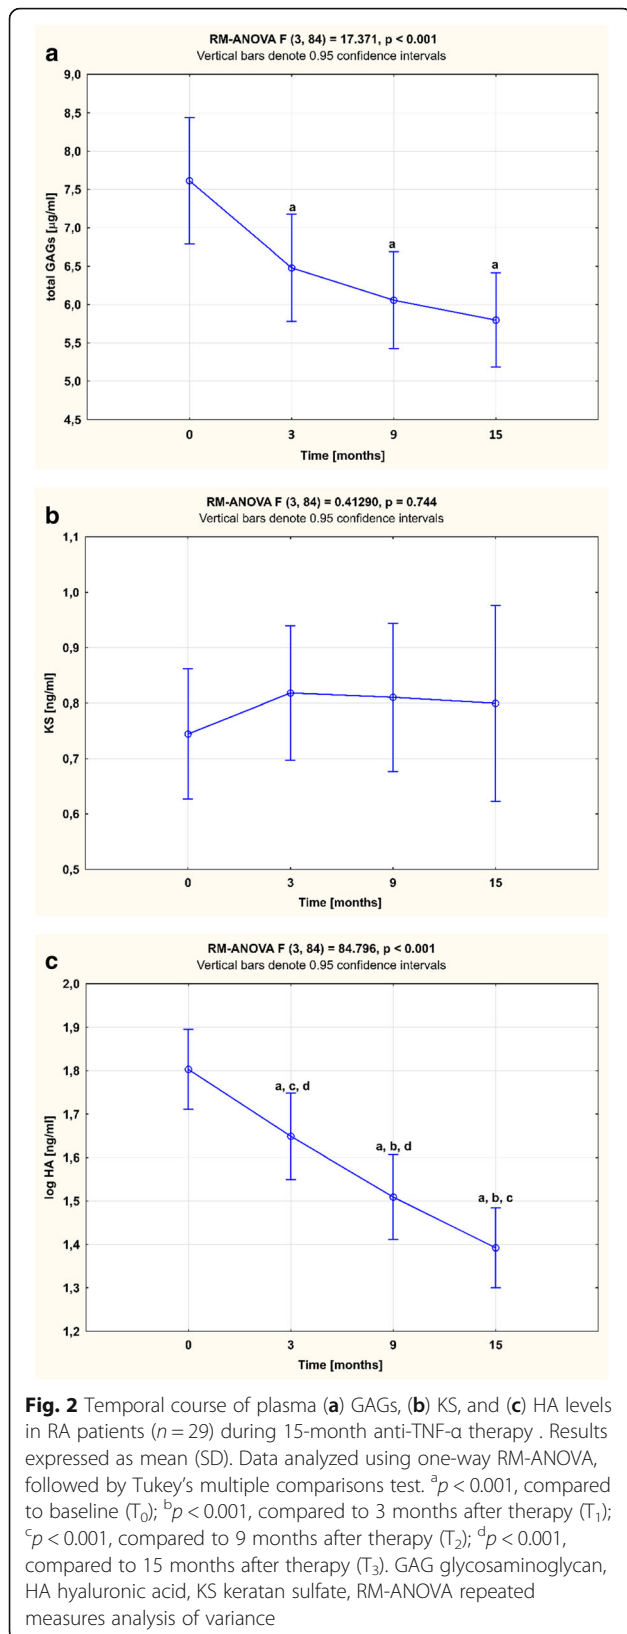 RM-ANOVA F (3, 84) = 17.371, p < 0.001
Vertical bars denote 0.95 confidence intervals
a
9,0
8,5
8,0
7,5
7,0
6,5
6,0
5,5
5,0
4,5
total GAGs [µg/ml]
a
a
a
0 3 9 15
Time [months]
RM-ANOVA F (3, 84) = 0.41290, p = 0.744
Vertical bars denote 0.95 confidence intervals
b
1,1
1,0
0,9
0,8
0,7
0,6
0,5
KS [ng/ml]
0 3 9 15
Time [months]
RM-ANOVA F (3, 84) = 84.796, p < 0.001
Vertical bars denote 0.95 confidence intervals
c
2,0
1,9
1,8
1,7
1,6
1,5
1,4
1,3
1,2
log HA [ng/ml]
a, c, d
a, b, d
a, b, c
0 3 9 15
Time [months]
Fig. 2 Temporal course of plasma (a) GAGs, (b) KS, and (c) HA levels
in RA patients (n = 29) during 15-month anti-TNF-α therapy . Results
expressed as mean (SD). Data analyzed using one-way RM-ANOVA,
followed by Tukey's multiple comparisons test. ᵃp < 0.001, compared
to baseline (T₀); ᵇp < 0.001, compared to 3 months after therapy (T₁);
ᶜp < 0.001, compared to 9 months after therapy (T₂); ᵈp < 0.001,
compared to 15 months after therapy (T₃). GAG glycosaminoglycan,
HA hyaluronic acid, KS keratan sulfate, RM-ANOVA repeated
measures analysis of variance